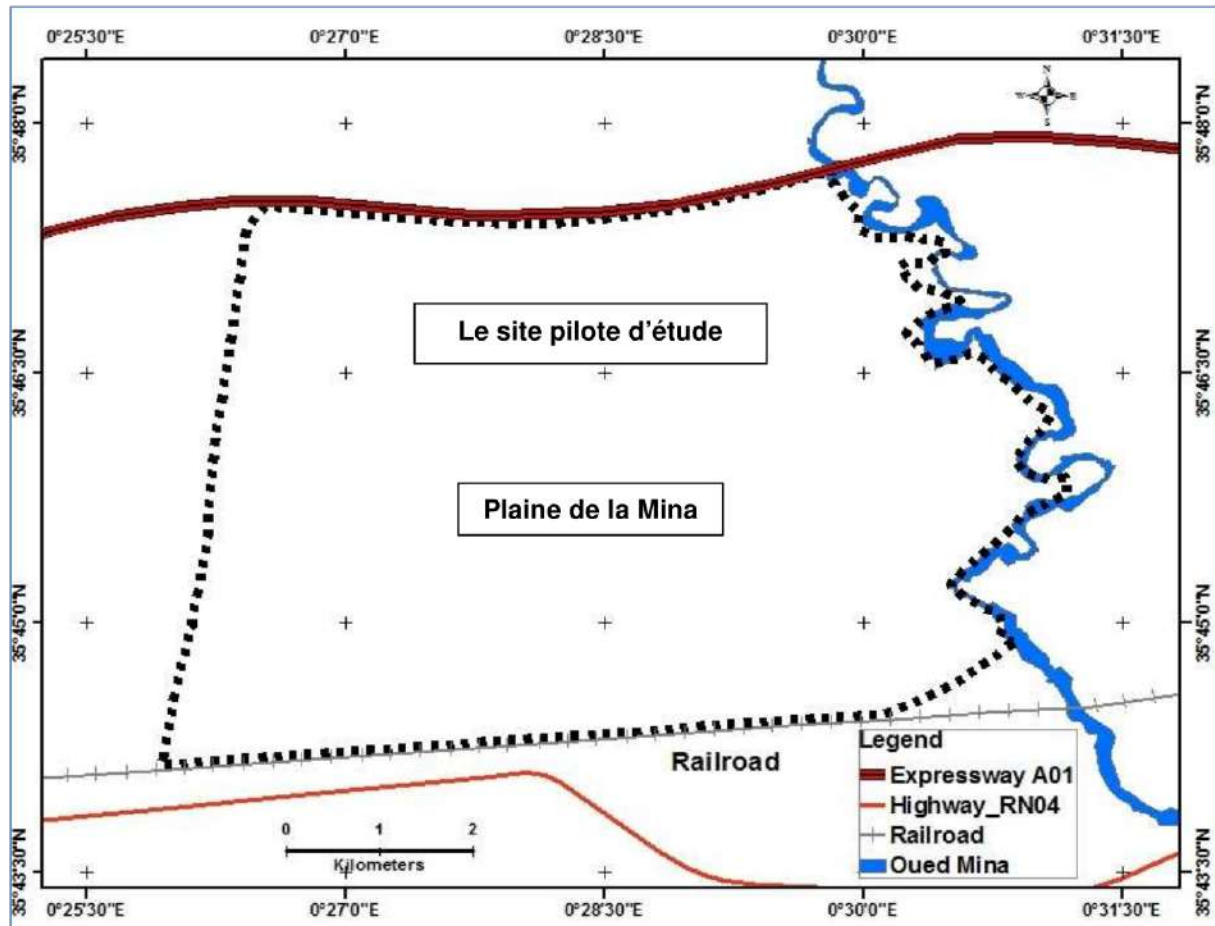 0°25'30"E 0°27'0"E 0°28'30"E 0°30'0"E 0°31'30"E
N
W E
S
35°48'0"N 35°48'0"N
Le site pilote d'étude
35°46'30"N 35°46'30"N
Plaine de la Mina
35°45'0"N 35°45'0"N
Railroad
Legend
Expressway A01
Highway_RN04
Railroad
Oued Mina
0 1 2
Kilometers
35°43'30"N 35°43'30"N
0°25'30"E 0°27'0"E 0°28'30"E 0°30'0"E 0°31'30"E